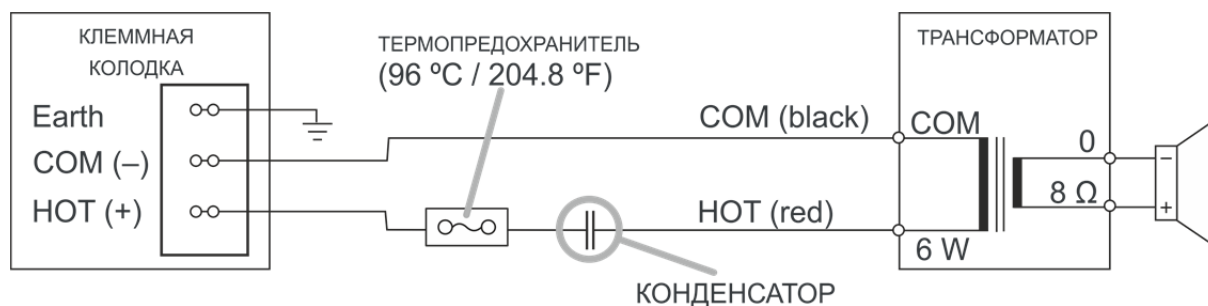 КЛЕММНАЯ
КОЛОДКА
Earth
COM (–)
HOT (+)
ТЕРМОПРЕДОХРАНИТЕЛЬ
(96 ºC / 204.8 ºF)
COM (black)
HOT (red)
КОНДЕНСАТОР
ТРАНСФОРМАТОР
COM
6 W
0
8 Ω
−
+